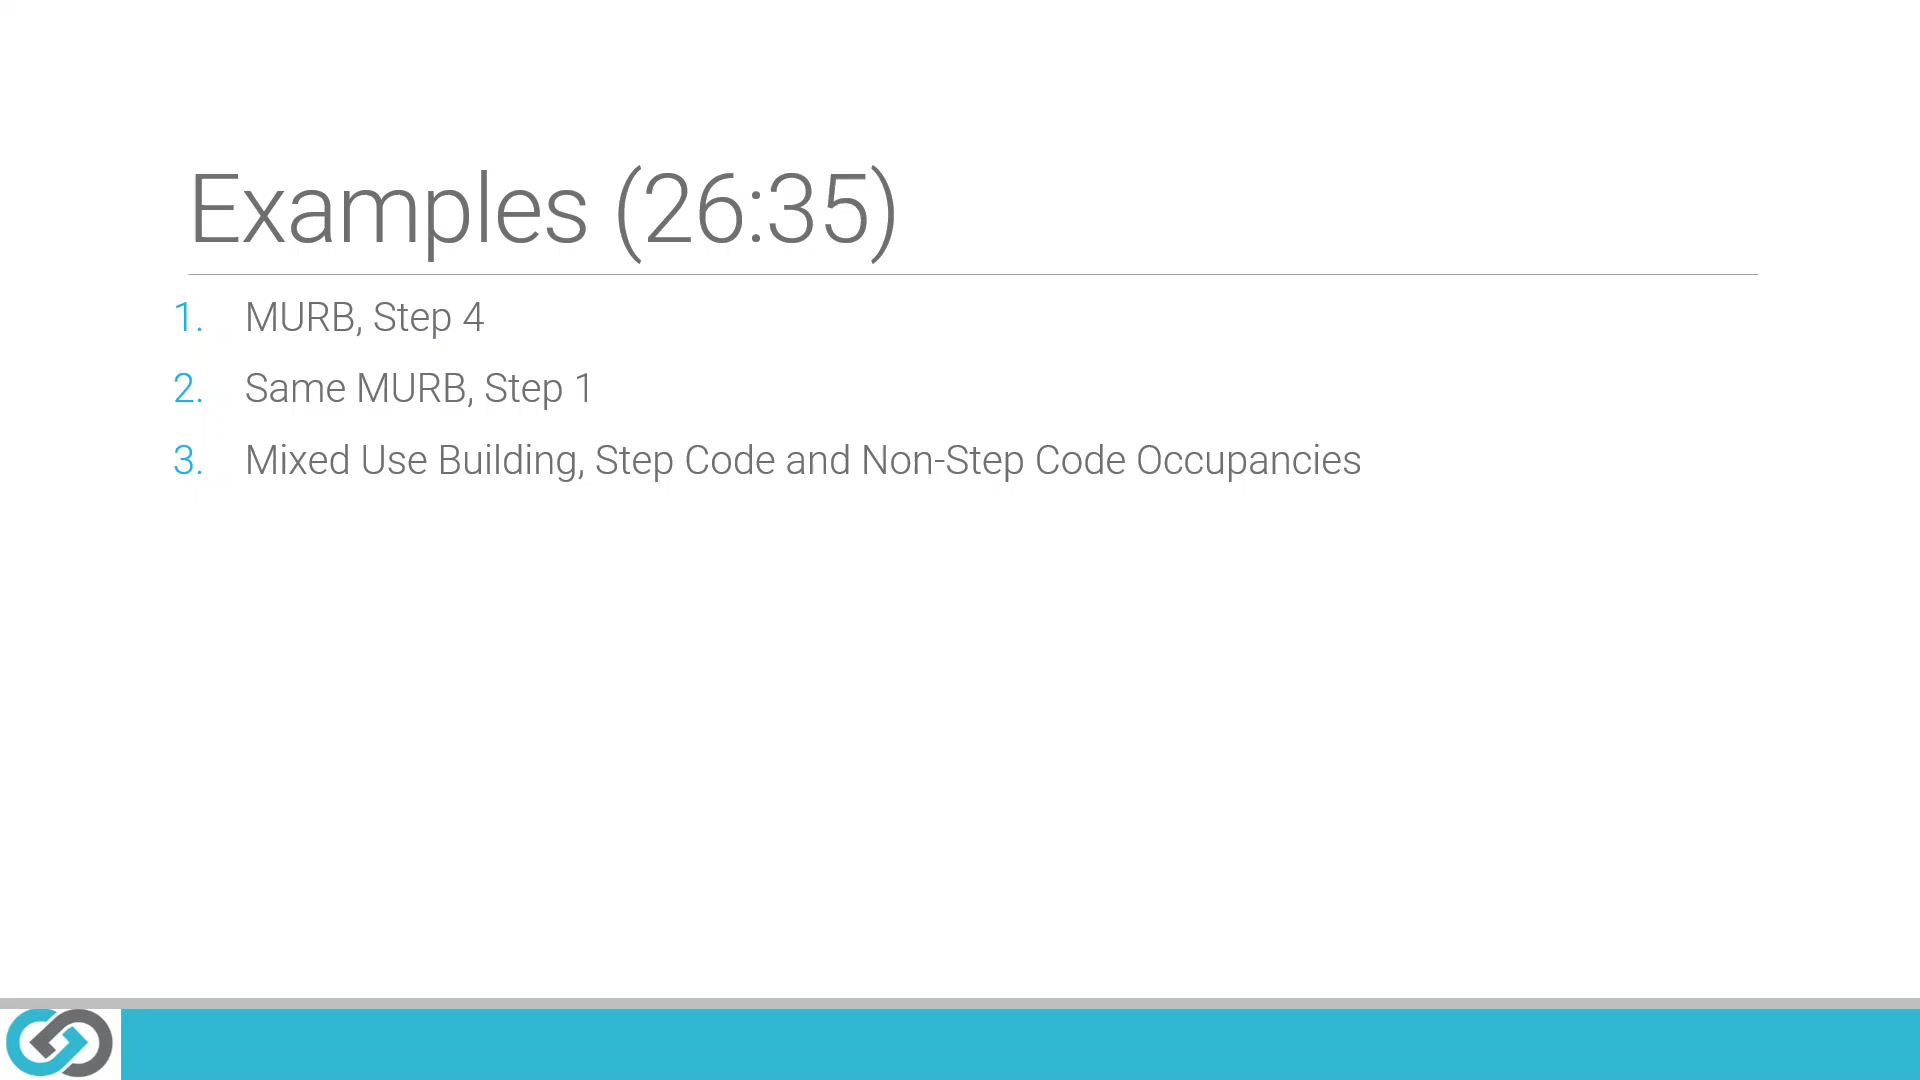 Examples (26:35)
1. MURB, Step 4
2. Same MURB, Step 1
3. Mixed Use Building, Step Code and Non-Step Code Occupancies